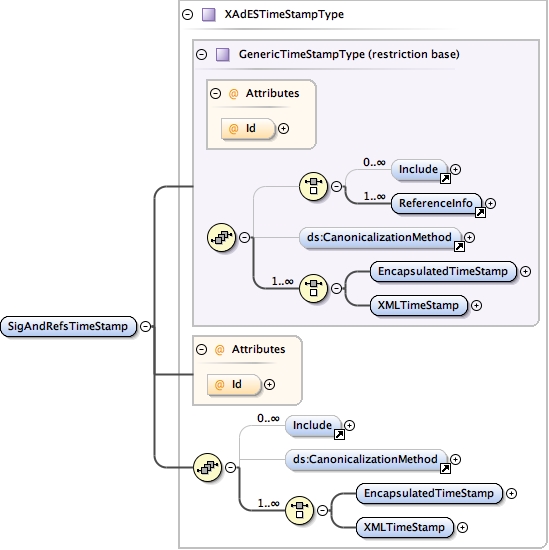 XAdESTimeStampType
GenericTimeStampType (restriction base)
@ Attributes
@ Id
0..∞
Include
1..∞
ReferenceInfo
ds:CanonicalizationMethod
1..∞
EncapsulatedTimeStamp
XMLTimeStamp
SigAndRefsTimeStamp
@ Attributes
@ Id
0..∞
Include
ds:CanonicalizationMethod
1..∞
EncapsulatedTimeStamp
XMLTimeStamp